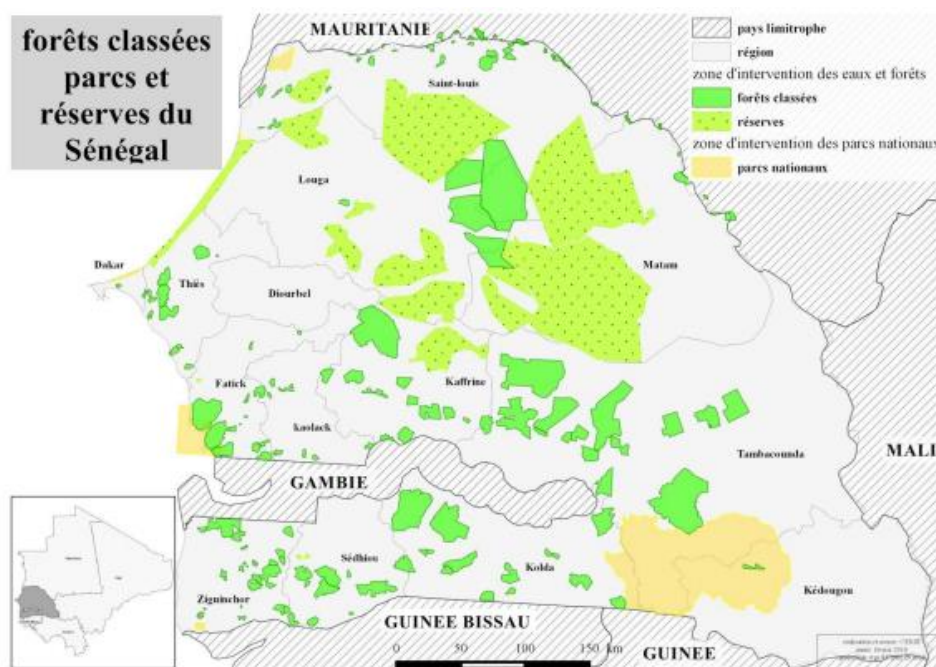 forêts classées
parcs et
réserves du
Sénégal
MAURITANIE
pays limitrophe
région
zone d'intervention des eaux et forêts
forêts classées
réserves
zone d'intervention des parcs nationaux
parcs nationaux
Saint-louis
Louga
Matam
Dakar
Thiès
Diourbel
Fatick
Kaffrine
kaolack
Tambacounda
MALI
GAMBIE
Sédhiou
Kolda
Kédougou
Ziguinchor
GUINEE BISSAU
GUINEE
0 50 100 150 km